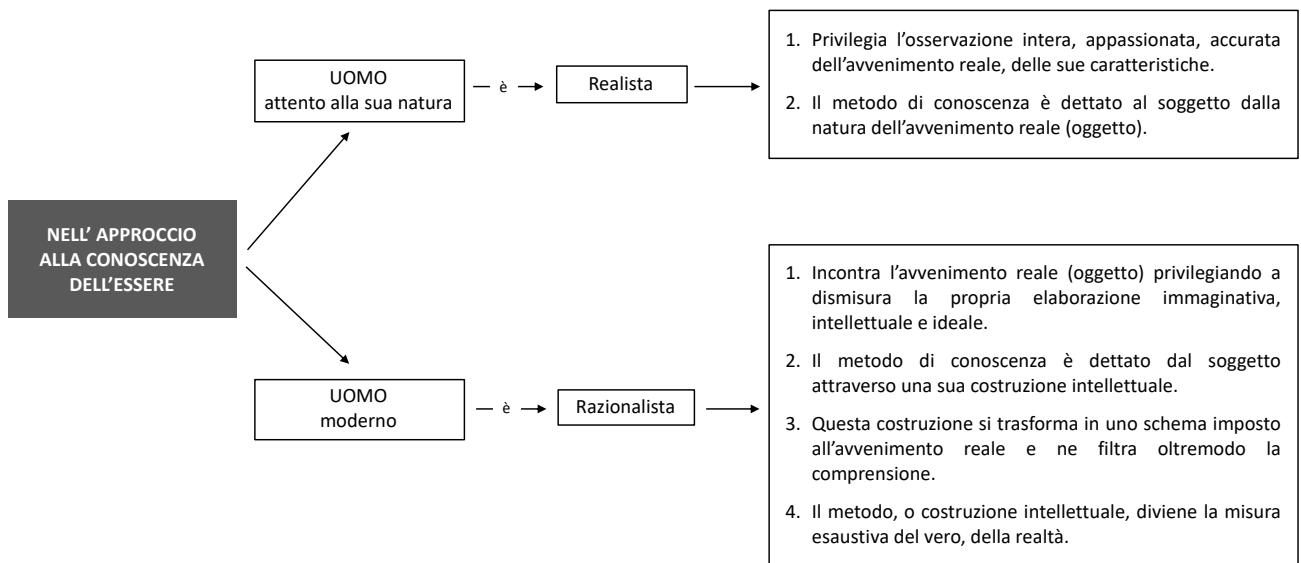 NELL’ APPROCCIO
ALLA CONOSCENZA
DELL’ESSERE
UOMO
attento alla sua natura
è
Realista
1. Privilegia l’osservazione intera, appassionata, accurata
dell’avvenimento reale, delle sue caratteristiche.
2. Il metodo di conoscenza è dettato al soggetto dalla
natura dell’avvenimento reale (oggetto).
UOMO
moderno
è
Razionalista
1. Incontra l’avvenimento reale (oggetto) privilegiando a
dismisura la propria elaborazione immaginativa,
intellettuale e ideale.
2. Il metodo di conoscenza è dettato dal soggetto
attraverso una sua costruzione intellettuale.
3. Questa costruzione si trasforma in uno schema imposto
all’avvenimento reale e ne filtra oltremodo la
comprensione.
4. Il metodo, o costruzione intellettuale, diviene la misura
esaustiva del vero, della realtà.